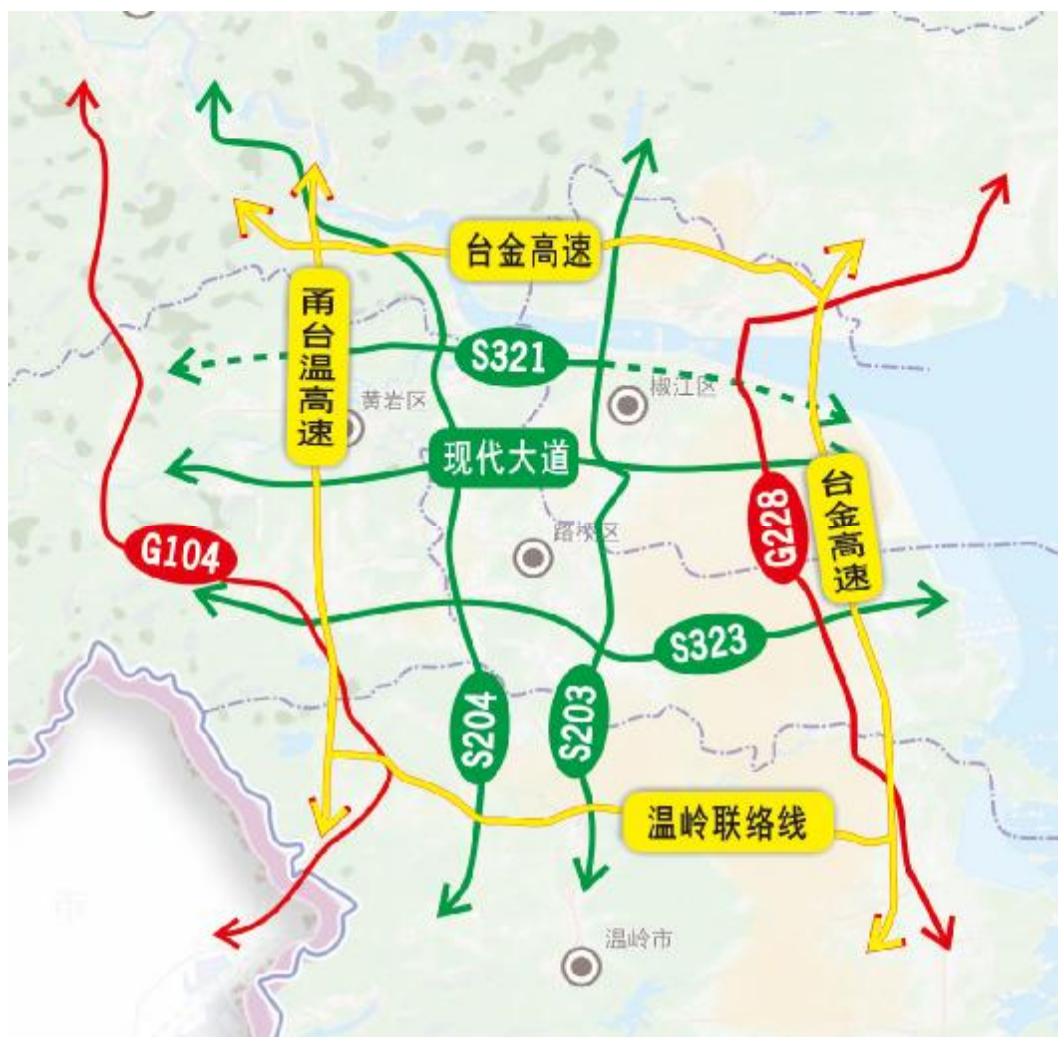 台金高速
甬台温高速
S321
黄岩区
椒江区
现代大道
台金高速
G228
路桥区
G104
S323
S204
S203
温岭联络线
温岭市